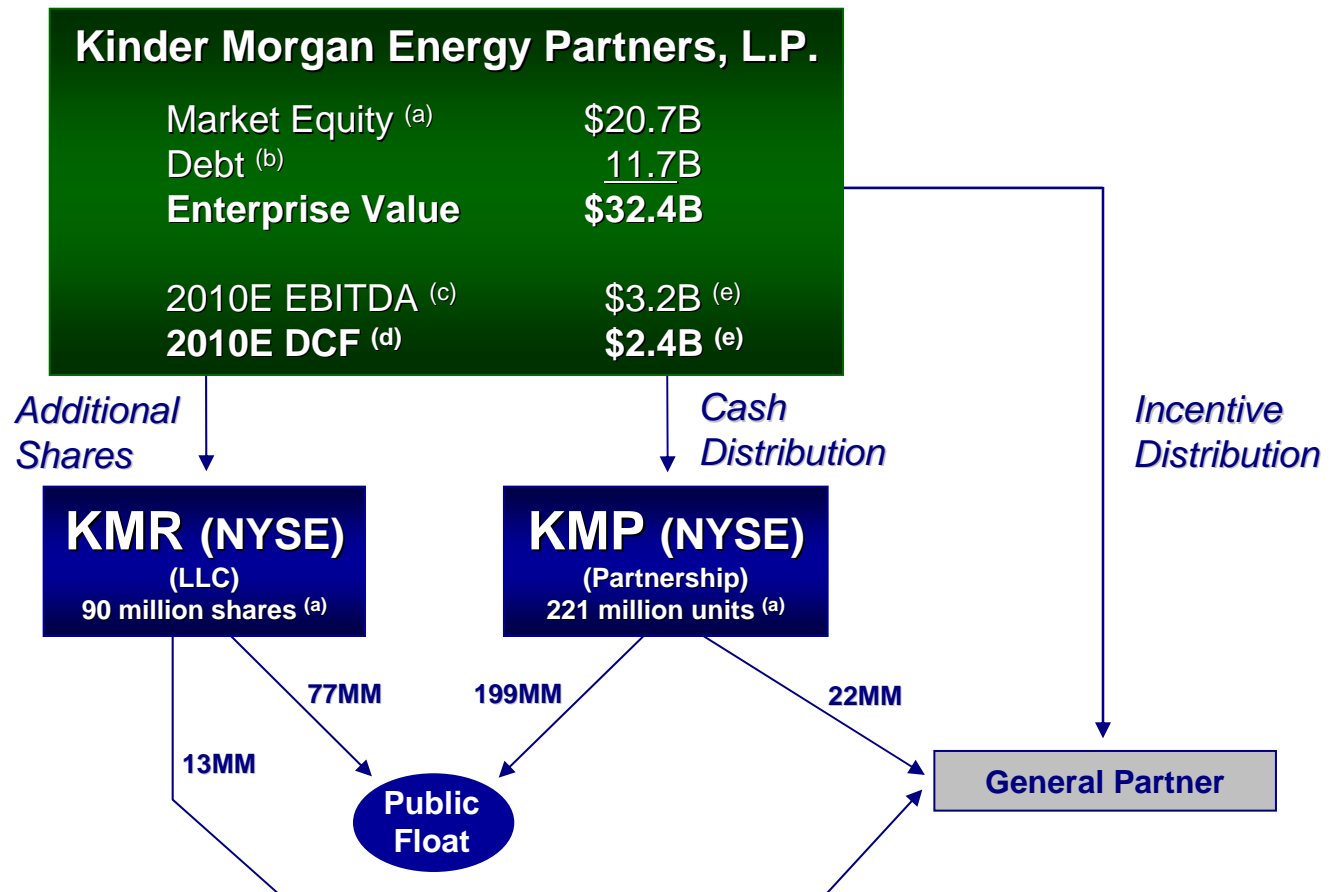 Kinder Morgan Energy Partners, L.P.
Market Equity (a) $20.7B
Debt (b) 11.7B
Enterprise Value $32.4B
2010E EBITDA (c) $3.2B (e)
2010E DCF (d) $2.4B (e)
Additional
Shares
Cash
Distribution
Incentive
Distribution
KMR (NYSE)
(LLC)
90 million shares (a)
KMP (NYSE)
(Partnership)
221 million units (a)
77MM
199MM
22MM
13MM
Public
Float
General Partner